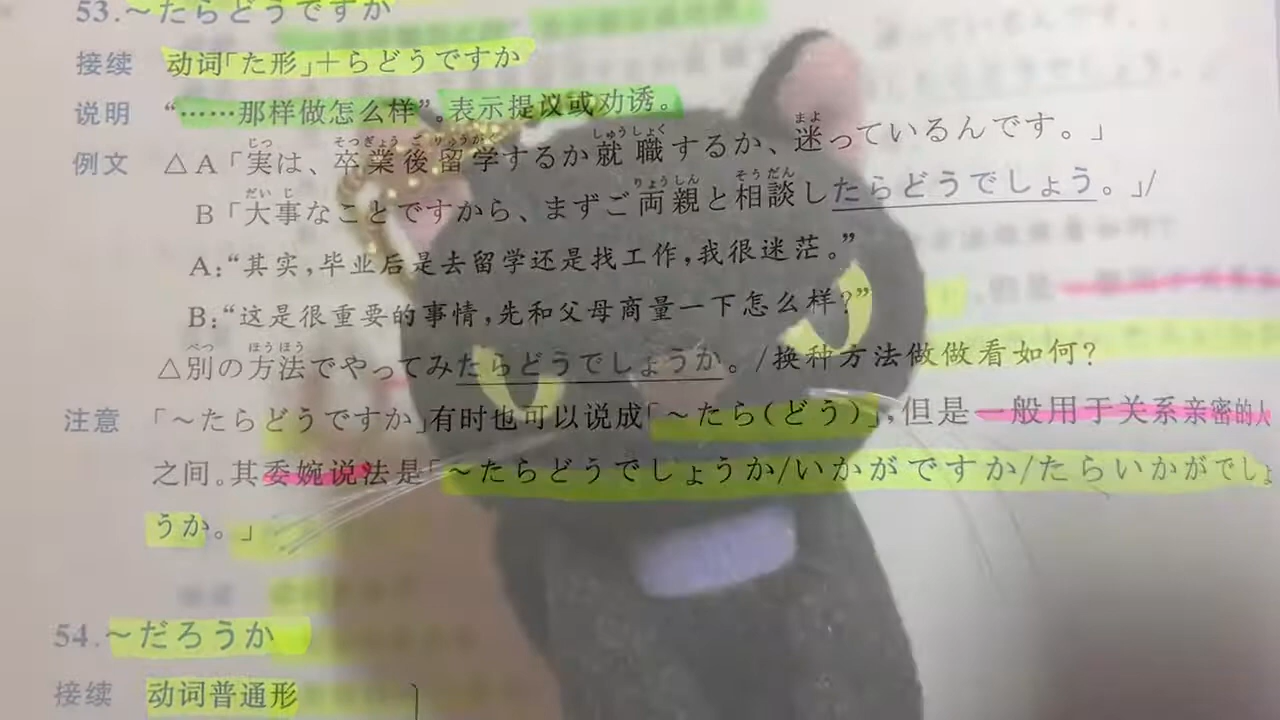 53.～たらどうですか
接续 动词「た形」＋らどうですか
说明 “……那样做怎么样”。表示提议或劝诱。
例文 △A「実は、卒業後留学するか就職するか、迷っているんです。」
B「大事なことですから、まずご両親と相談したらどうでしょう。」/
A:“其实,毕业后是去留学还是找工作,我很迷茫。”
B:“这是很重要的事情,先和父母商量一下怎么样?”
△別の方法でやってみたらどうでしょうか。/换种方法做做看如何?
注意 「～たらどうですか」有时也可以说成「～たら(どう)」,但是一般用于关系亲密的人
之间。其委婉说法是「～たらどうでしょうか/いかがですか/たらいかがでしょ
うか。」
54.～だろうか
接续 动词普通形